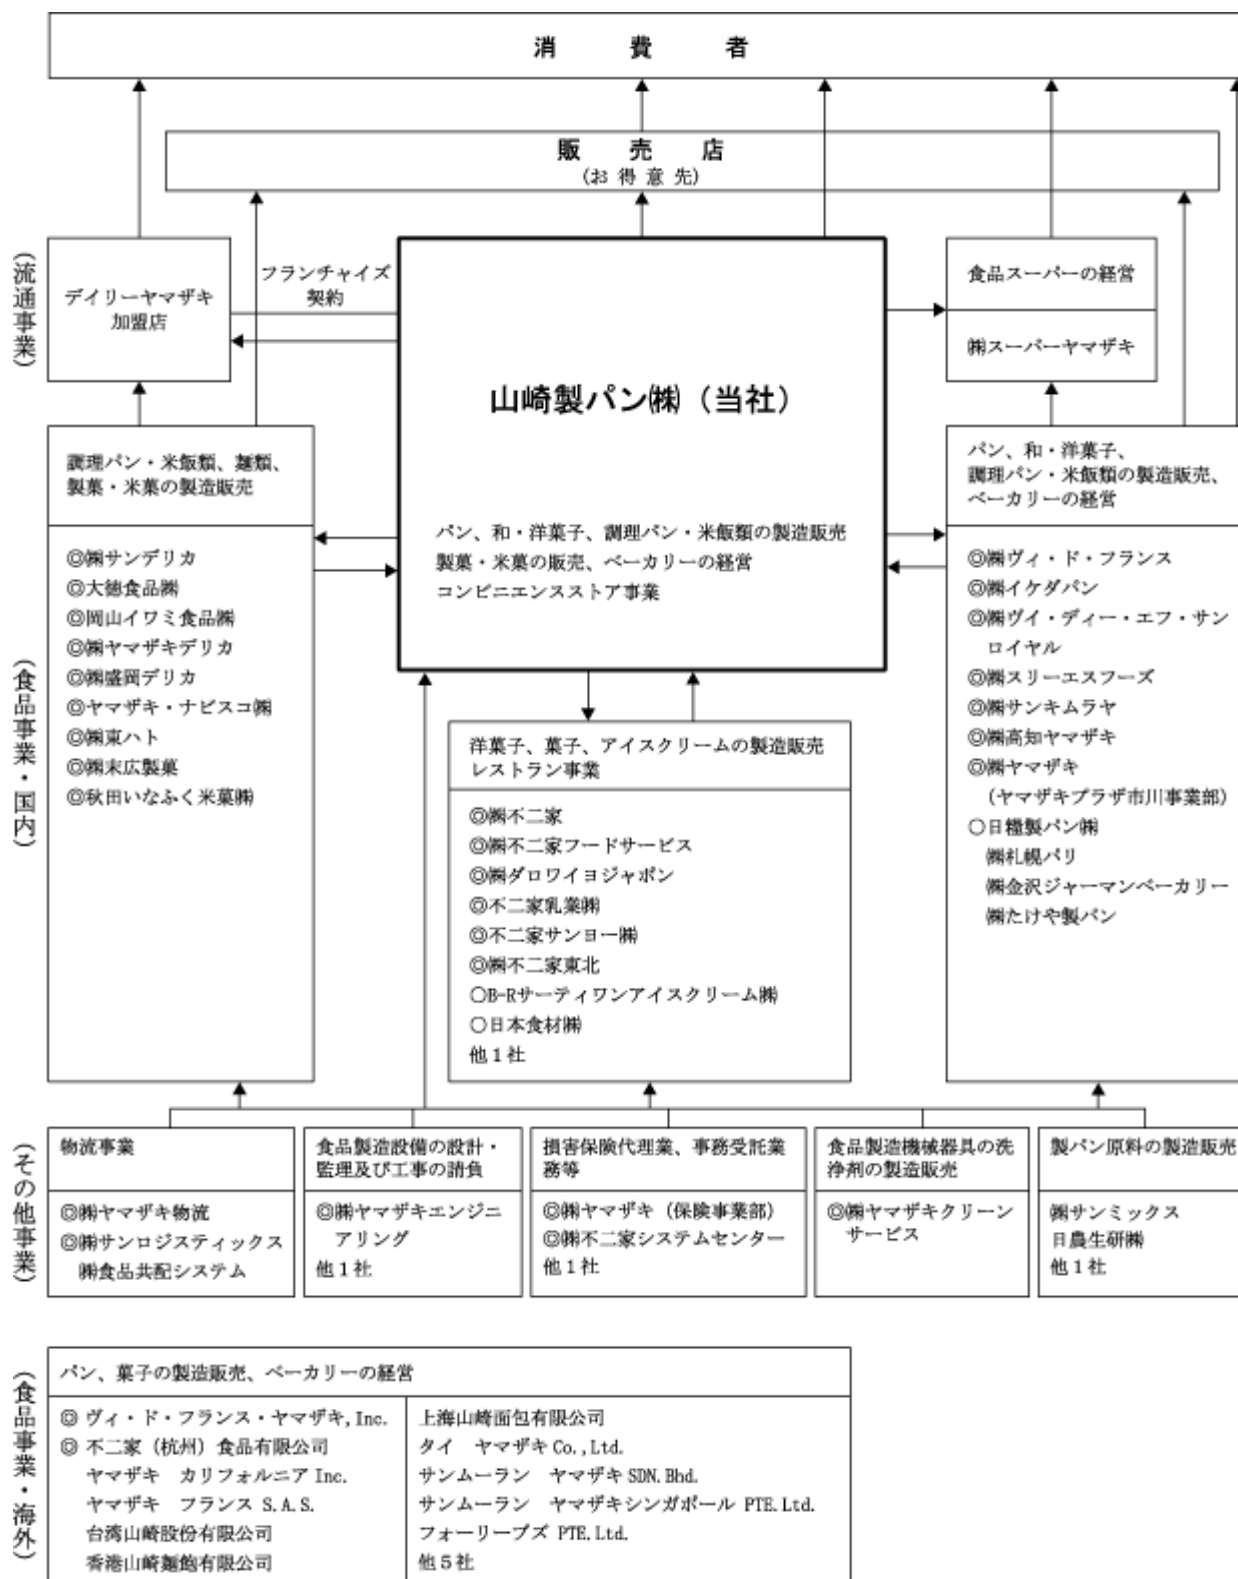 消費者
販売店
(お得意先)
(流通事業)
デイリーヤマザキ
加盟店
フランチャイズ
契約
山崎製パン㈱（当社）
パン、和・洋菓子、調理パン・米飯類の製造販売
製菓・米菓の販売、ベーカリーの経営
コンビニエンスストア事業
食品スーパーの経営
㈱スーパーヤマザキ
(食品事業・国内)
調理パン・米飯類、麺類、
製菓・米菓の製造販売
◎㈱サンデリカ
◎大徳食品㈱
◎岡山イワミ食品㈱
◎㈱ヤマザキデリカ
◎㈱盛岡デリカ
◎ヤマザキ・ナビスコ㈱
◎㈱東ハト
◎㈱末広製菓
◎秋田いなふく米菓㈱
洋菓子、菓子、アイスクリームの製造販売
レストラン事業
◎㈱不二家
◎㈱不二家フードサービス
◎㈱ダロワイヨジャポン
◎不二家乳業㈱
◎不二家サンヨー㈱
◎㈱不二家東北
○B-Rサーティワンアイスクリーム㈱
○日本食材㈱
他１社
パン、和・洋菓子、
調理パン・米飯類の製造販売、
ベーカリーの経営
◎㈱ヴィ・ド・フランス
◎㈱イケダパン
◎㈱ヴイ・ディー・エフ・サン
ロイヤル
◎㈱スリーエスフーズ
◎㈱サンキムラヤ
◎㈱高知ヤマザキ
◎㈱ヤマザキ
(ヤマザキプラザ市川事業部)
○日糧製パン㈱
㈱札幌パリ
㈱金沢ジャーマンベーカリー
㈱たけや製パン
(その他事業)
物流事業
◎㈱ヤマザキ物流
◎㈱サンロジスティックス
㈱食品共配システム
食品製造設備の設計・
監理及び工事の請負
◎㈱ヤマザキエンジニ
アリング
他１社
損害保険代理業、事務受託業
務等
◎㈱ヤマザキ（保険事業部）
◎㈱不二家システムセンター
他１社
食品製造機械器具の洗
浄剤の製造販売
◎㈱ヤマザキクリーン
サービス
製パン原料の製造販売
㈱サンミックス
日農生研㈱
他１社
(食品事業・海外)
パン、菓子の製造販売、ベーカリーの経営
◎ ヴィ・ド・フランス・ヤマザキ,Inc.
◎ 不二家（杭州）食品有限公司
ヤマザキ　カリフォルニア Inc.
ヤマザキ　フランス S.A.S.
台湾山崎股份有限公司
香港山崎麺飽有限公司
上海山崎面包有限公司
タイ　ヤマザキ Co.,Ltd.
サンムーラン　ヤマザキ SDN.Bhd.
サンムーラン　ヤマザキシンガポール PTE.Ltd.
フォーリーブズ PTE.Ltd.
他５社